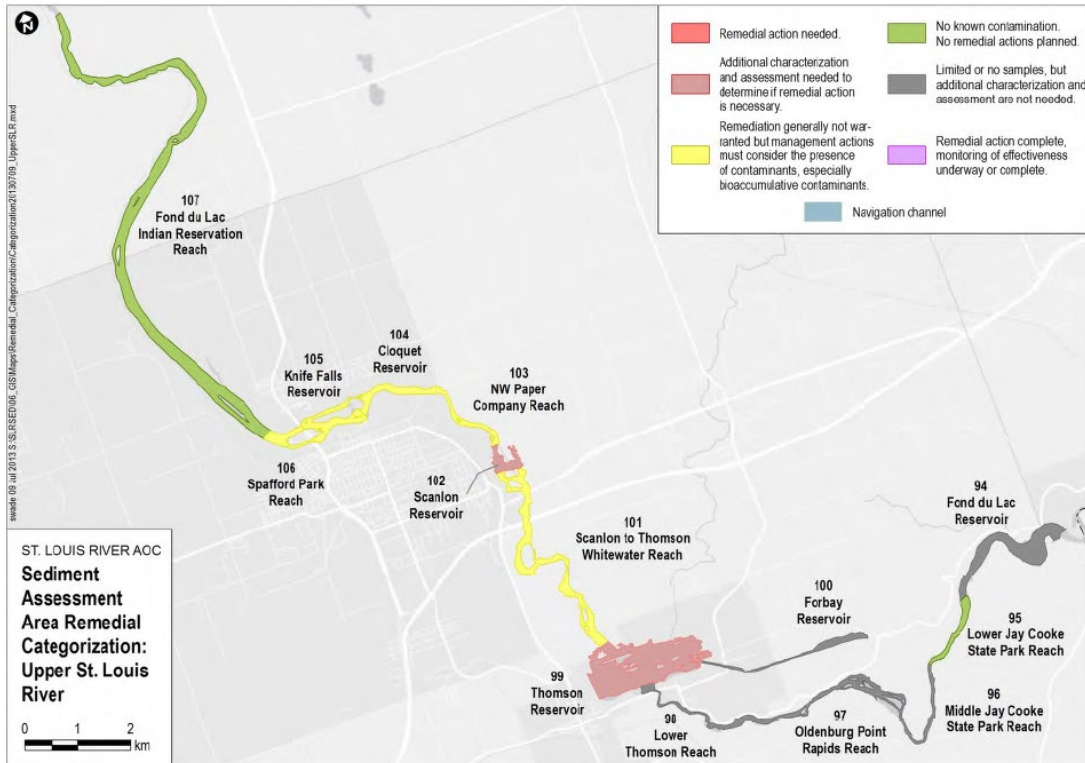 N
Remedial action needed.
No known contamination.
No remedial actions planned.
Additional characterization
and assessment needed to
determine if remedial action
is necessary.
Limited or no samples, but
additional characterization and
assessment are not needed.
Remediation generally not war-
ranted but management actions
must consider the presence
of contaminants, especially
bioaccumulative contaminants.
Remedial action complete,
monitoring of effectiveness
underway or complete.
Navigation channel
107
Fond du Lac
Indian Reservation
Reach
106
Spafford Park
Reach
105
Knife Falls
Reservoir
104
Cloquet
Reservoir
103
NW Paper
Company Reach
102
Scanlon
Reservoir
101
Scanlon to Thomson
Whitewater Reach
100
Forbay
Reservoir
99
Thomson
Reservoir
98
Lower
Thomson Reach
97
Oldenburg Point
Rapids Reach
96
Middle Jay Cooke
State Park Reach
95
Lower Jay Cooke
State Park Reach
94
Fond du Lac
Reservoir
ST. LOUIS RIVER AOC
Sediment
Assessment
Area Remedial
Categorization:
Upper St. Louis
River
0 1 2
km